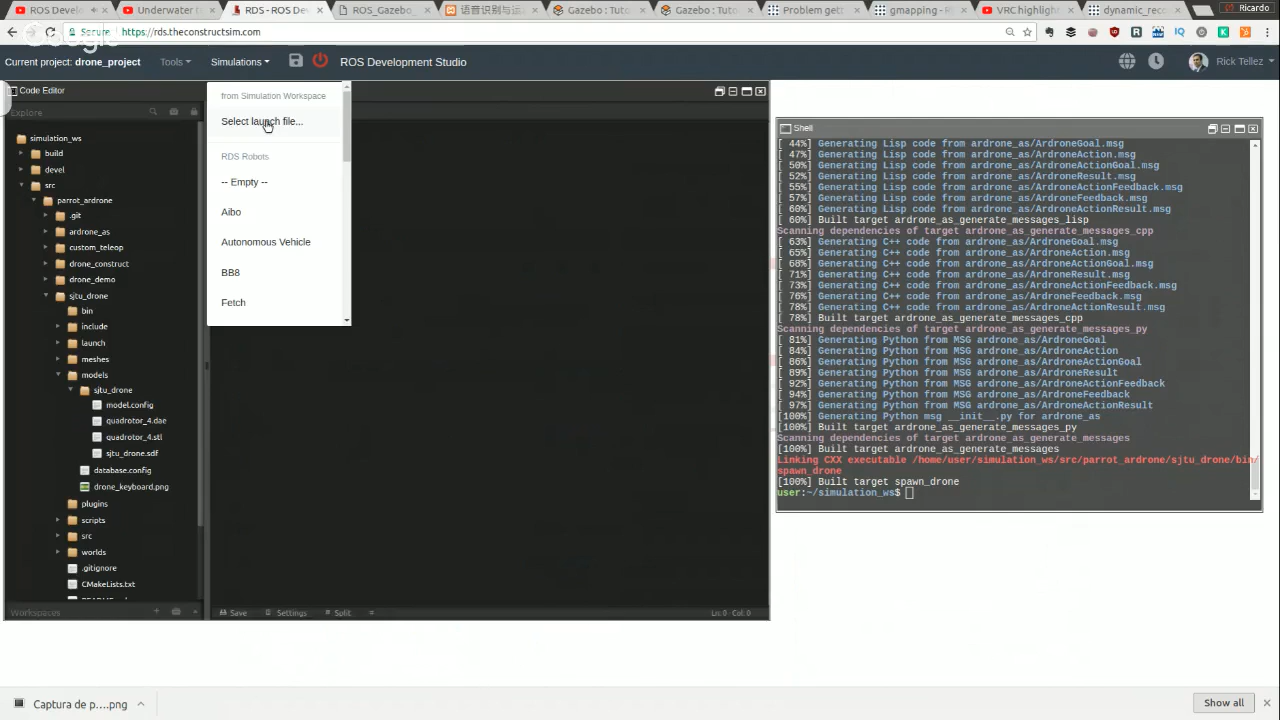 ROS Develo
Underwater t
RDS - ROS De
ROS_Gazebo_
语音识别与运
Gazebo : Tuto
Gazebo : Tuto
Problem gett
gmapping - R
VRC highligh
dynamic_reco
Ricardo
Secure
https://rds.theconstructsim.com
Google
Current project: drone_project
Tools
Simulations
ROS Development Studio
Rick Tellez
Code Editor
Explore
simulation_ws
build
devel
src
parrot_ardrone
.git
ardrone_as
custom_teleop
drone_construct
drone_demo
sjtu_drone
bin
include
launch
meshes
models
sjtu_drone
model.config
quadrotor_4.dae
quadrotor_4.stl
sjtu_drone.sdf
database.config
drone_keyboard.png
plugins
scripts
src
worlds
.gitignore
CMakeLists.txt
Workspaces
from Simulation Workspace
Select launch file...
RDS Robots
-- Empty --
Aibo
Autonomous Vehicle
BB8
Fetch
Save
Settings
Split
Ln:0 - Col: 0
Shell
[ 44%] Generating Lisp code from ardrone_as/ArdroneGoal.msg
[ 47%] Generating Lisp code from ardrone_as/ArdroneAction.msg
[ 50%] Generating Lisp code from ardrone_as/ArdroneActionGoal.msg
[ 52%] Generating Lisp code from ardrone_as/ArdroneResult.msg
[ 55%] Generating Lisp code from ardrone_as/ArdroneActionFeedback.msg
[ 57%] Generating Lisp code from ardrone_as/ArdroneFeedback.msg
[ 60%] Generating Lisp code from ardrone_as/ArdroneActionResult.msg
[ 60%] Built target ardrone_as_generate_messages_lisp
Scanning dependencies of target ardrone_as_generate_messages_cpp
[ 63%] Generating C++ code from ardrone_as/ArdroneGoal.msg
[ 65%] Generating C++ code from ardrone_as/ArdroneAction.msg
[ 68%] Generating C++ code from ardrone_as/ArdroneActionGoal.msg
[ 71%] Generating C++ code from ardrone_as/ArdroneResult.msg
[ 73%] Generating C++ code from ardrone_as/ArdroneActionFeedback.msg
[ 76%] Generating C++ code from ardrone_as/ArdroneFeedback.msg
[ 78%] Generating C++ code from ardrone_as/ArdroneActionResult.msg
[ 78%] Built target ardrone_as_generate_messages_cpp
Scanning dependencies of target ardrone_as_generate_messages_py
[ 81%] Generating Python from MSG ardrone_as/ArdroneGoal
[ 84%] Generating Python from MSG ardrone_as/ArdroneAction
[ 86%] Generating Python from MSG ardrone_as/ArdroneActionGoal
[ 89%] Generating Python from MSG ardrone_as/ArdroneResult
[ 92%] Generating Python from MSG ardrone_as/ArdroneActionFeedback
[ 94%] Generating Python from MSG ardrone_as/ArdroneFeedback
[ 97%] Generating Python from MSG ardrone_as/ArdroneActionResult
[100%] Generating Python msg __init__.py for ardrone_as
[100%] Built target ardrone_as_generate_messages_py
Scanning dependencies of target ardrone_as_generate_messages
[100%] Built target ardrone_as_generate_messages
Linking CXX executable /home/user/simulation_ws/src/parrot_ardrone/sjtu_drone/bin/
spawn_drone
[100%] Built target spawn_drone
user:~/simulation_ws$
Captura de p....png
Show all